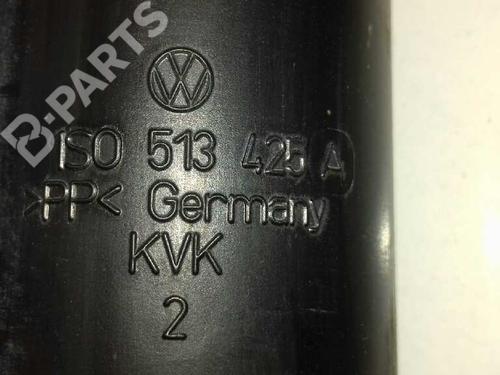 B-PARTS
1S0 513 425 A
>PP< Germany
KVK
2